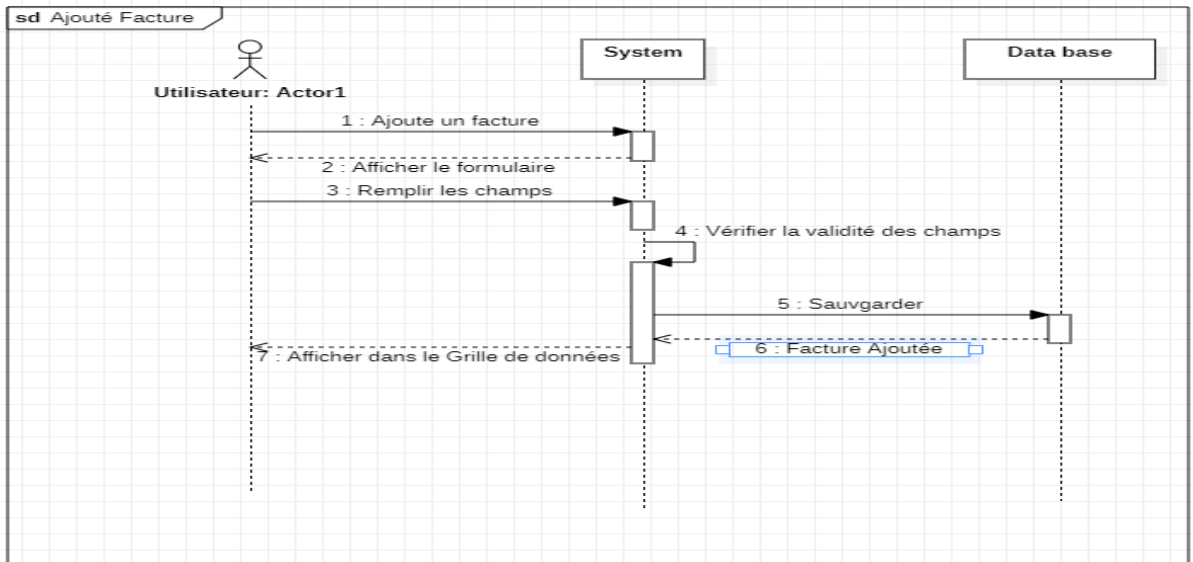 sd Ajouté Facture
System
Data base
Utilisateur: Actor1
1 : Ajoute un facture
2 : Afficher le formulaire
3 : Remplir les champs
4 : Vérifier la validité des champs
5 : Sauvgarder
6 : Facture Ajoutée
7 : Afficher dans le Grille de données